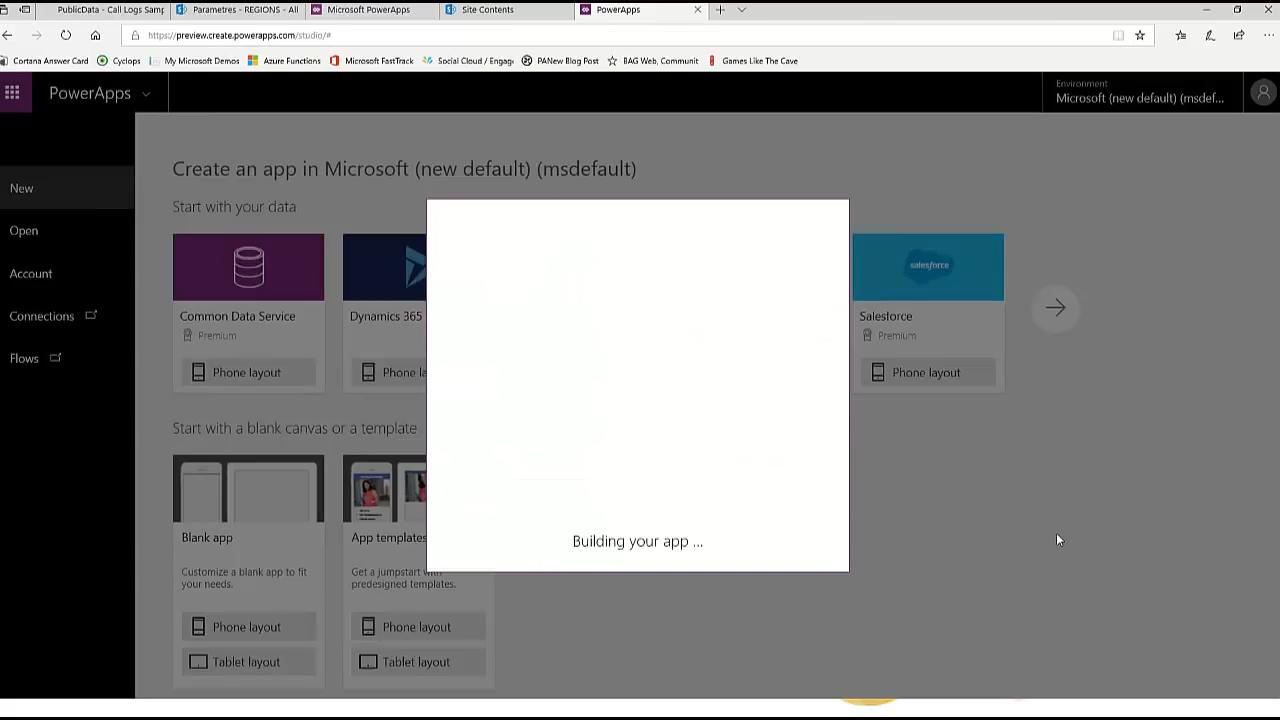 PublicData - Call Logs Samp
Parametres - REGIONS - All
Microsoft PowerApps
Site Contents
PowerApps
https://preview.create.powerapps.com/studio/#
Cortana Answer Card
Cyclops
My Microsoft Demos
Azure Functions
Microsoft FastTrack
Social Cloud / Engage
PANew Blog Post
BAG Web, Communit
Games Like The Cave
PowerApps
Environment
Microsoft (new default) (msdef...
New
Open
Account
Connections
Flows
Create an app in Microsoft (new default) (msdefault)
Start with your data
Common Data Service
Premium
Phone layout
Dynamics 365
Phone la
salesforce
Salesforce
Premium
Phone layout
Start with a blank canvas or a template
Blank app
Customize a blank app to fit
your needs.
Phone layout
Tablet layout
App templates
Get a jumpstart with
predesigned templates.
Phone layout
Tablet layout
Building your app ...